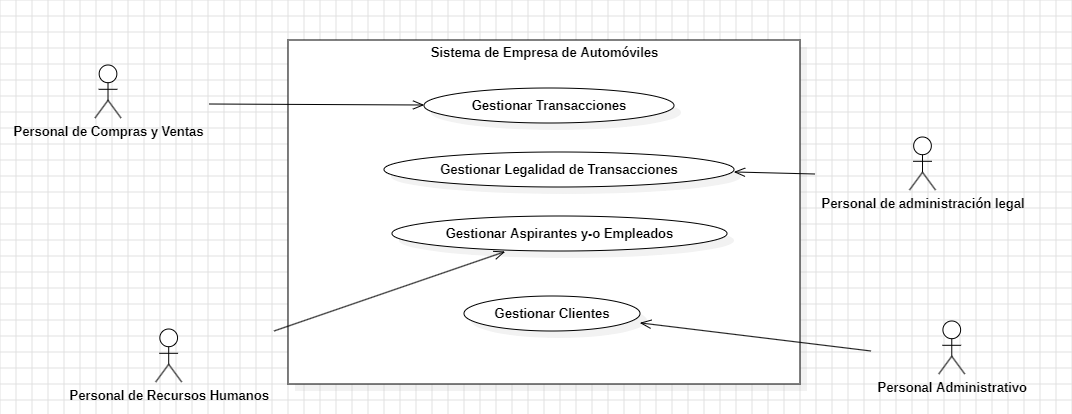 Sistema de Empresa de Automóviles
Gestionar Transacciones
Personal de Compras y Ventas
Gestionar Legalidad de Transacciones
Personal de administración legal
Gestionar Aspirantes y-o Empleados
Gestionar Clientes
Personal de Recursos Humanos
Personal Administrativo